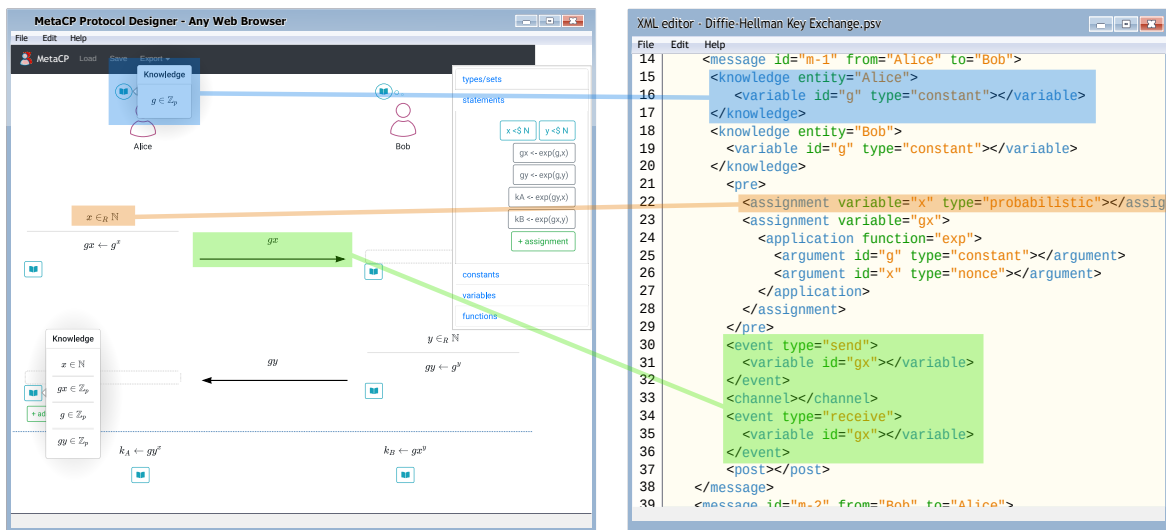 MetaCP Protocol Designer - Any Web Browser
File Edit Help
MetaCP Load Save Export
Knowledge
g ∈ ℤp
Alice
Bob
types/sets
statements
x <$ N y <$ N
gx <- exp(g,x)
gy <- exp(g,y)
kA <- exp(gy,x)
kB <- exp(gx,y)
+ assignment
constants
variables
functions
x ∈R ℕ
gx ← g^x
gx
Knowledge
x ∈ ℕ
gx ∈ ℤp
g ∈ ℤp
gy ∈ ℤp
+ ad
gy
y ∈R ℕ
gy ← g^y
kA ← gy^x
kB ← gx^y
XML editor - Diffie-Hellman Key Exchange.psv
File Edit Help
14 <message id="m-1" from="Alice" to="Bob">
15 <knowledge entity="Alice">
16 <variable id="g" type="constant"></variable>
17 </knowledge>
18 <knowledge entity="Bob">
19 <variable id="g" type="constant"></variable>
20 </knowledge>
21 <pre>
22 <assignment variable="x" type="probabilistic"></assig
23 <assignment variable="gx">
24 <application function="exp">
25 <argument id="g" type="constant"></argument>
26 <argument id="x" type="nonce"></argument>
27 </application>
28 </assignment>
29 </pre>
30 <event type="send">
31 <variable id="gx"></variable>
32 </event>
33 <channel></channel>
34 <event type="receive">
35 <variable id="gx"></variable>
36 </event>
37 <post></post>
38 </message>
39 <message id="m-2" from="Bob" to="Alice">